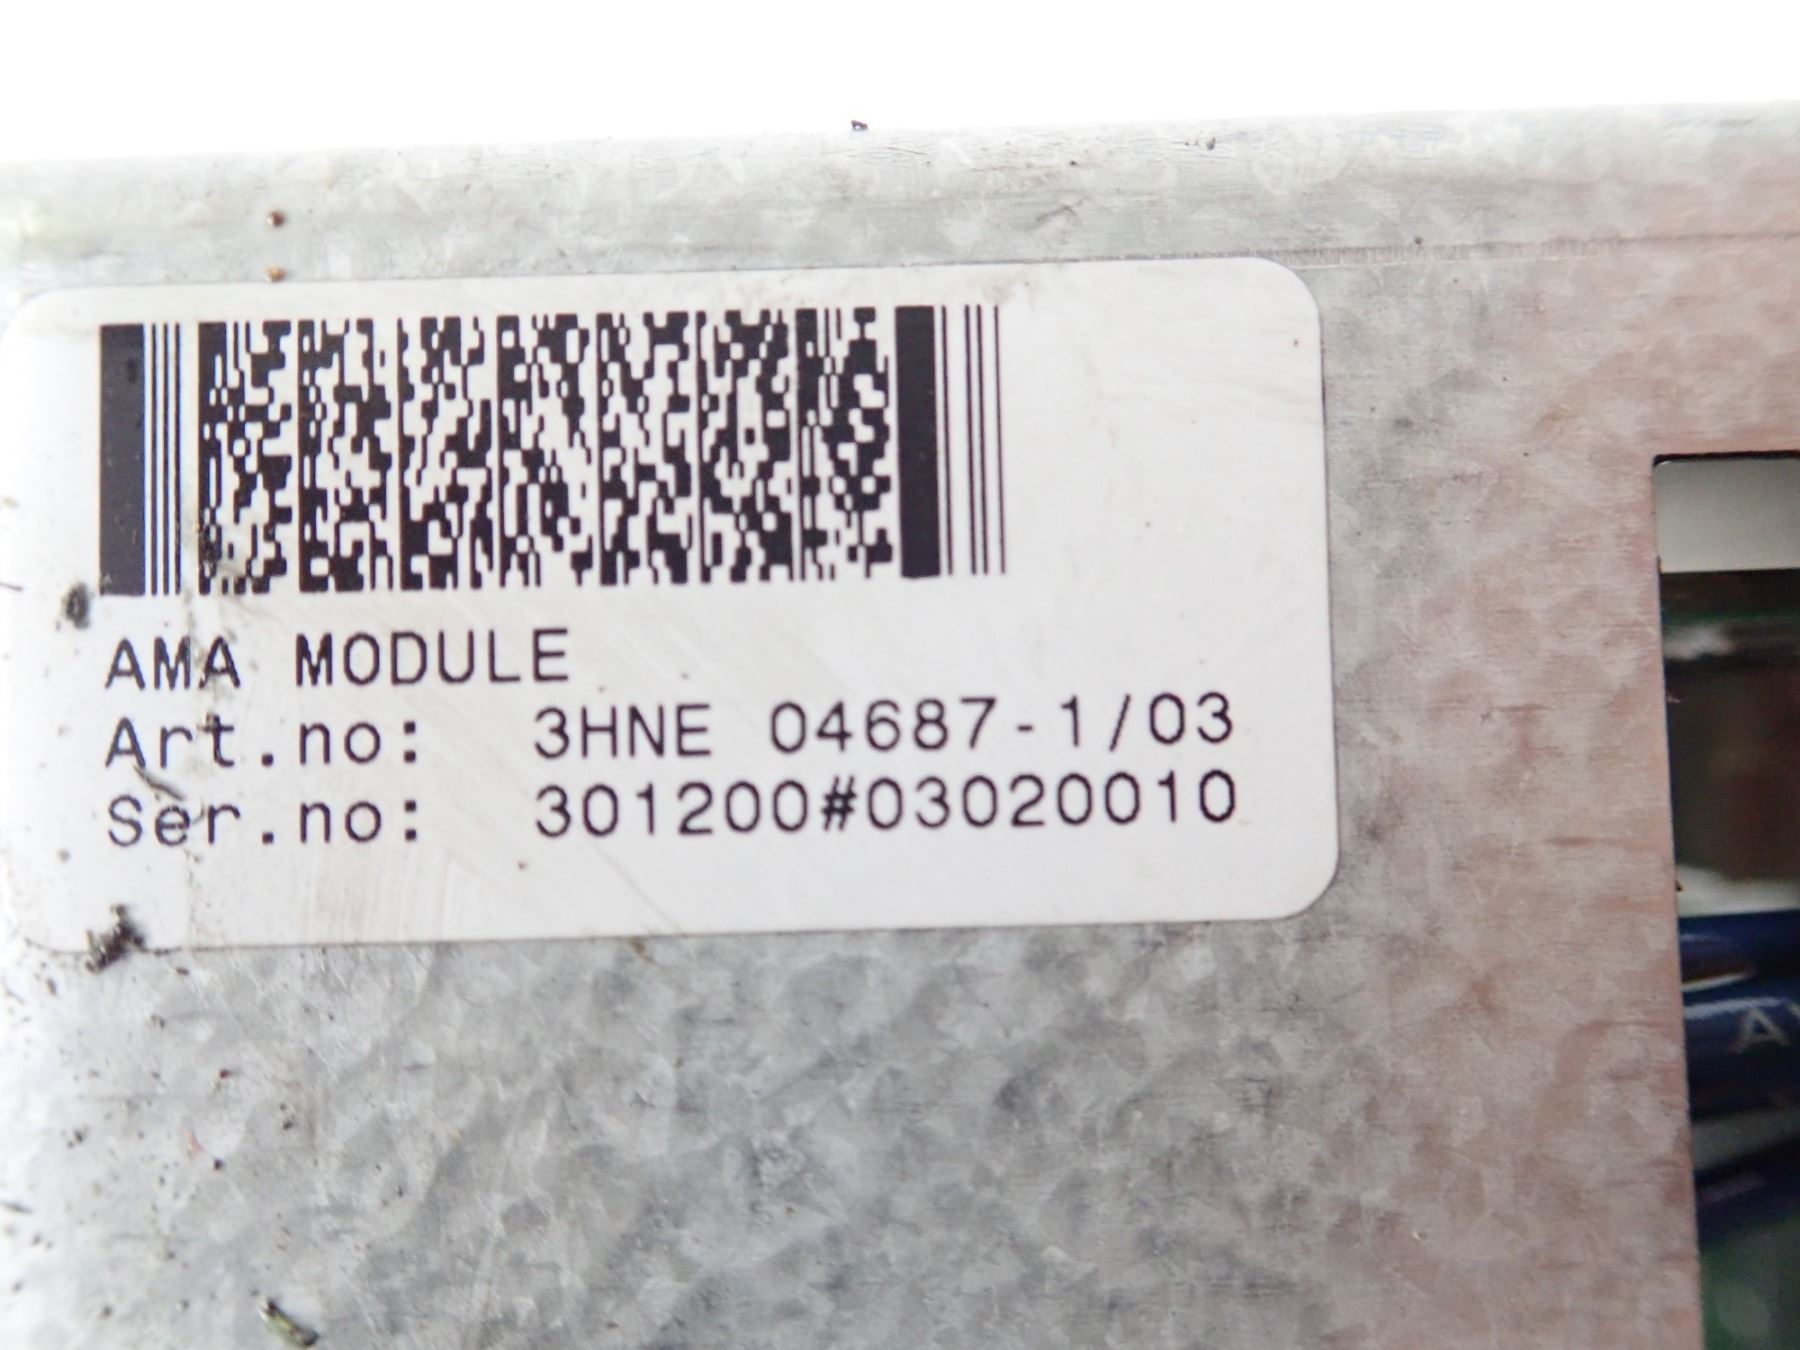 AMA MODULE
Art.no: 3HNE 04687-1/03
Ser.no: 301200#03020010